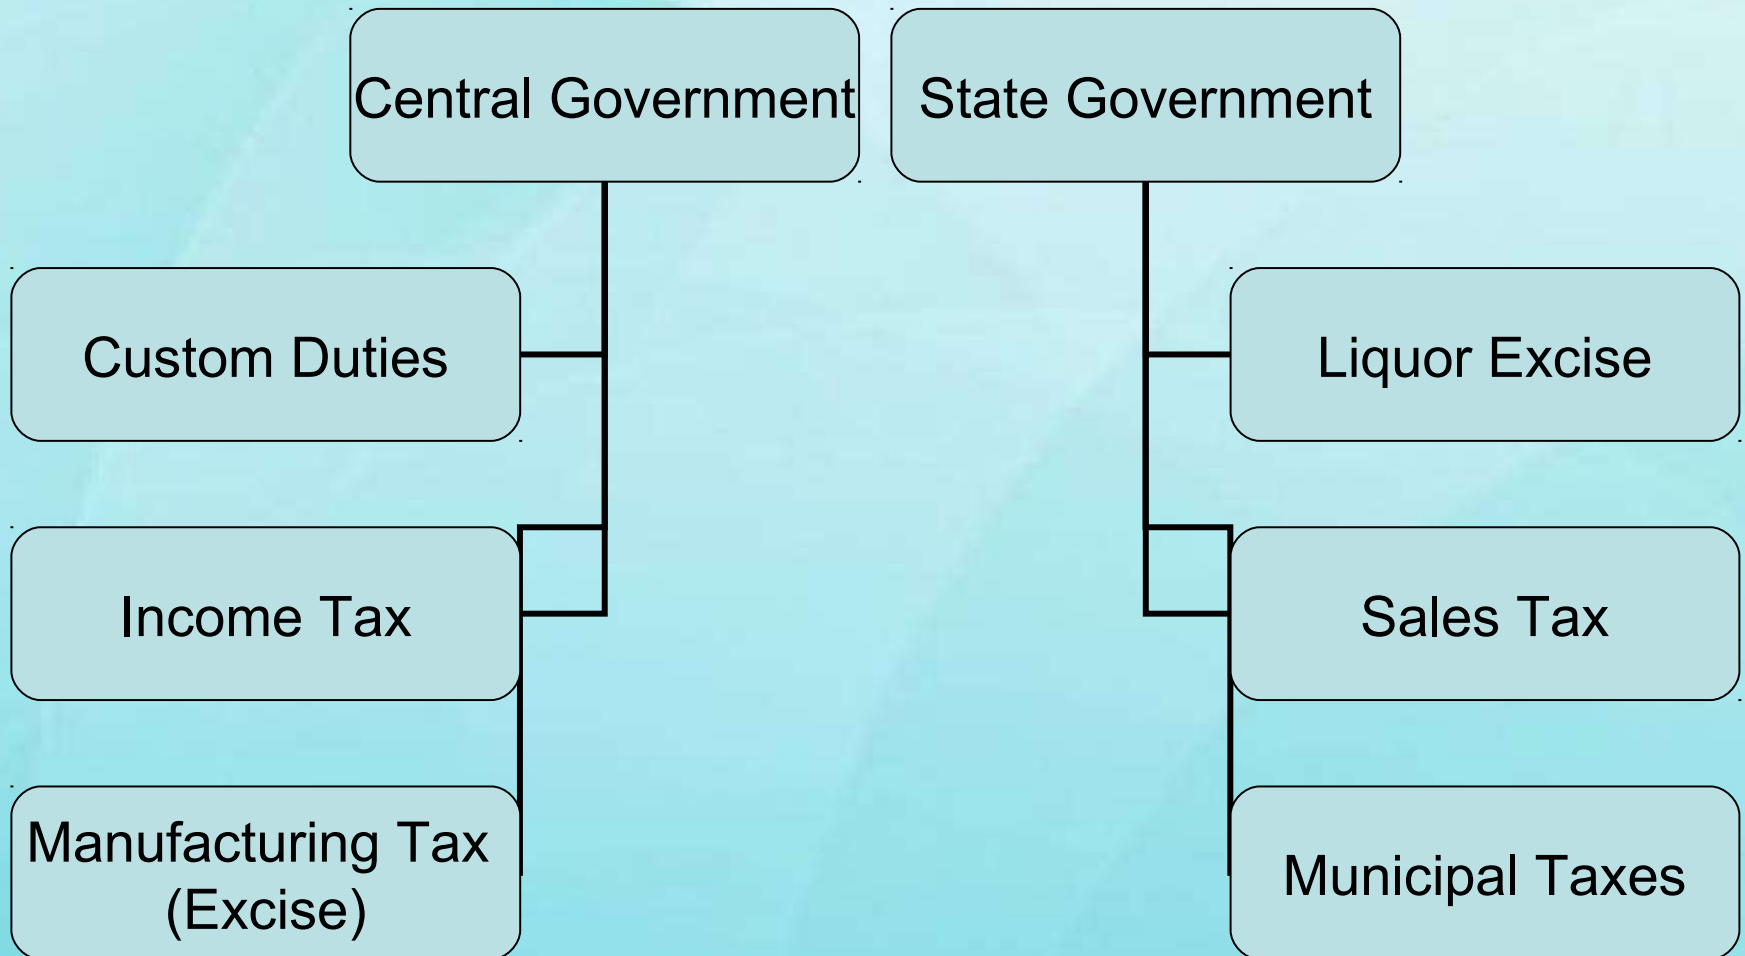 Central Government
State Government
Custom Duties
Liquor Excise
Income Tax
Sales Tax
Manufacturing Tax
(Excise)
Municipal Taxes